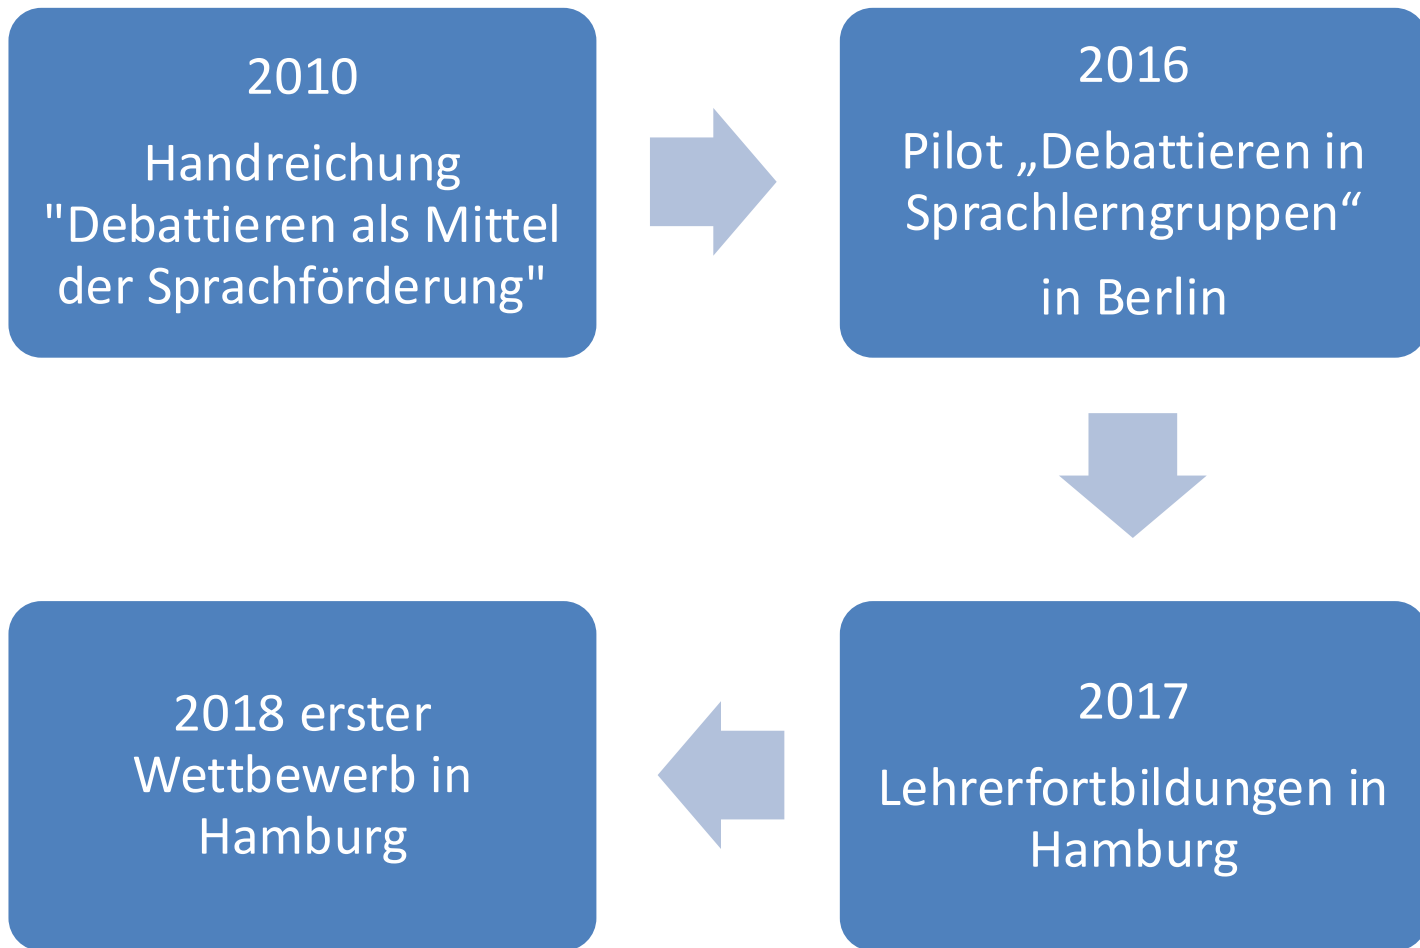 2010
Handreichung
"Debattieren als Mittel
der Sprachförderung"
2016
Pilot „Debattieren in
Sprachlerngruppen“
in Berlin
2017
Lehrerfortbildungen in
Hamburg
2018 erster
Wettbewerb in
Hamburg